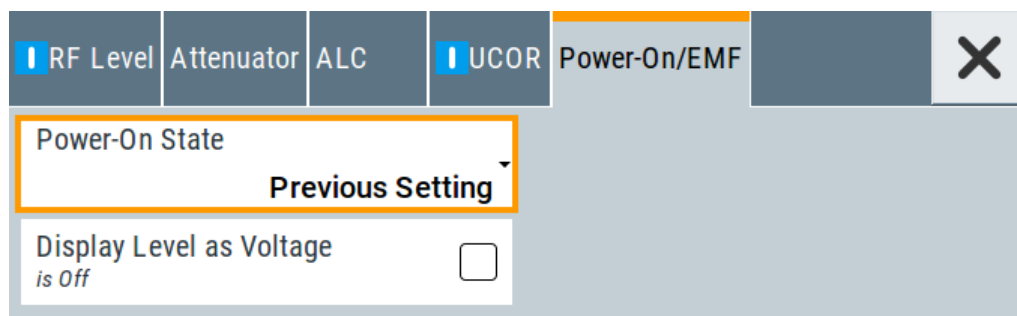 RF Level Attenuator ALC UCOR Power-On/EMF
Power-On State
Previous Setting
Display Level as Voltage
is Off